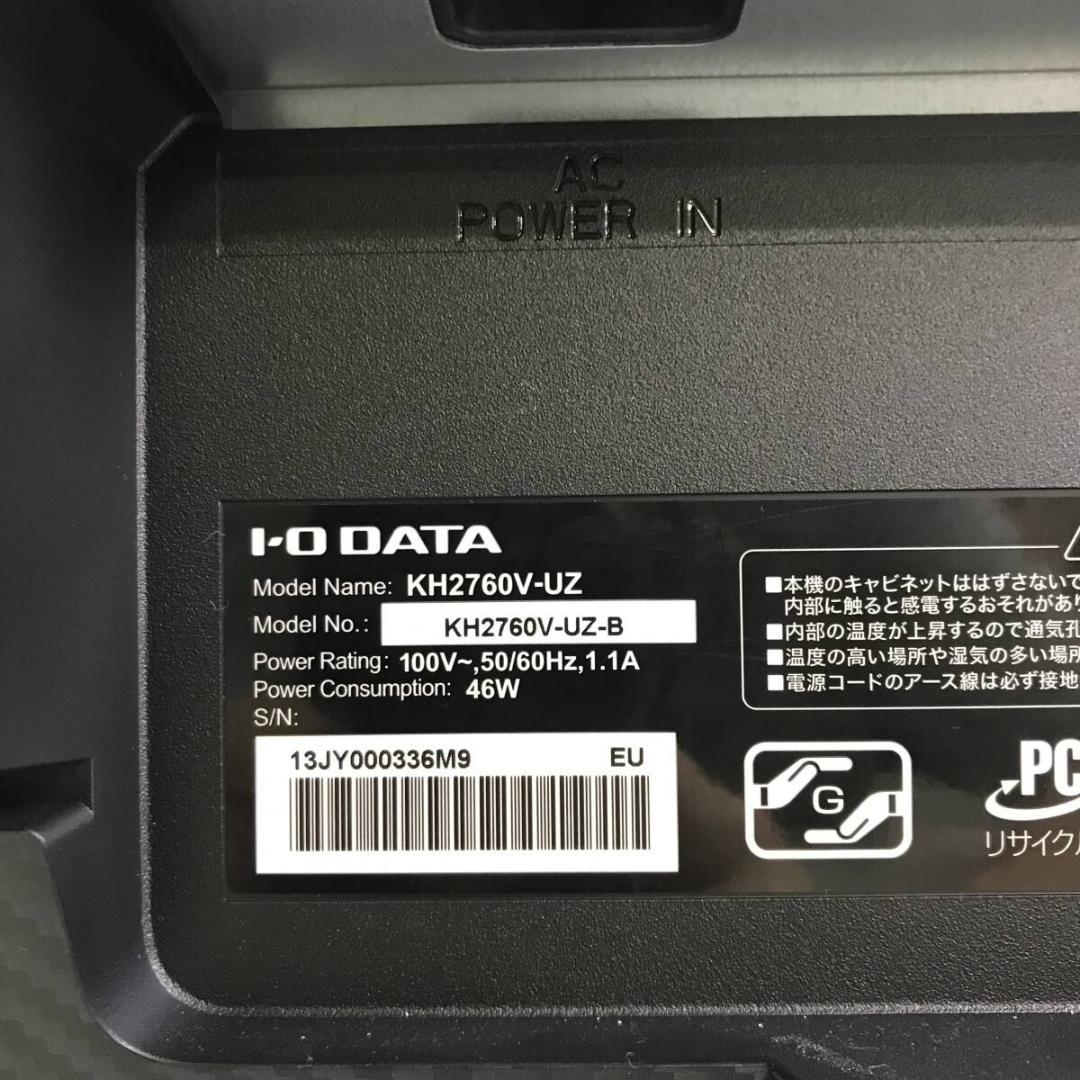 AC
POWER IN
I-O DATA
Model Name: KH2760V-UZ
Model No.: KH2760V-UZ-B
Power Rating: 100V~,50/60Hz,1.1A
Power Consumption: 46W
S/N:
13JY000336M9 EU
■本機のキャビネットははずさないで
内部に触ると感電するおそれがあり
■内部の温度が上昇するので通気孔
■温度の高い場所や湿気の多い場所
■電源コードのアース線は必ず接地
G
PC
リサイクル